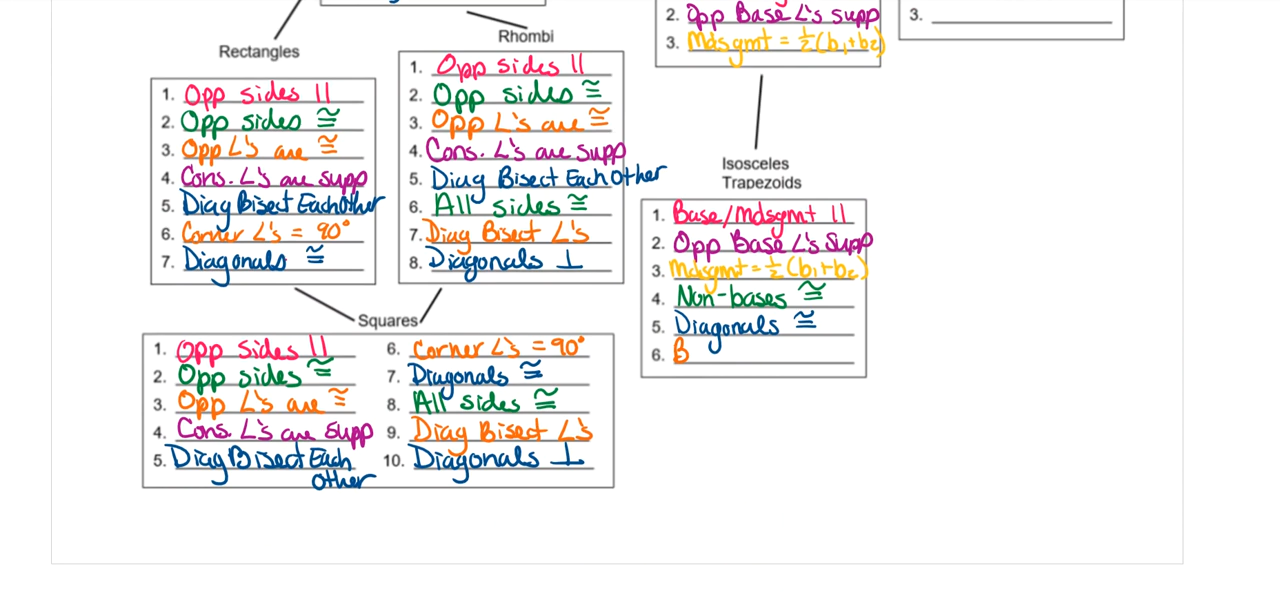 2. Opp Base ∠'s supp
3. Mdsgmt = ½(b₁+b₂)
3.
Rectangles
1. Opp sides ||
2. Opp sides ≅
3. Opp ∠'s are ≅
4. Cons. ∠'s are supp
5. Diag Bisect EachOther
6. Corner ∠'s = 90°
7. Diagonals ≅
Rhombi
1. Opp sides ||
2. Opp sides ≅
3. Opp ∠'s are ≅
4. Cons. ∠'s are supp
5. Diag Bisect Each Other
6. All sides ≅
7. Diag Bisect ∠'s
8. Diagonals ⊥
Isosceles
Trapezoids
1. Base/Mdsgmt ||
2. Opp Base ∠'s Supp
3. Mdsgmt = ½(b₁+b₂)
4. Non-bases ≅
5. Diagonals ≅
6. B
Squares
1. Opp Sides ||
2. Opp sides ≅
3. Opp ∠'s are ≅
4. Cons. ∠'s are supp
5. Diag Bisect Each
other
6. Corner ∠'s = 90°
7. Diagonals ≅
8. All sides ≅
9. Diag Bisect ∠'s
10. Diagonals ⊥